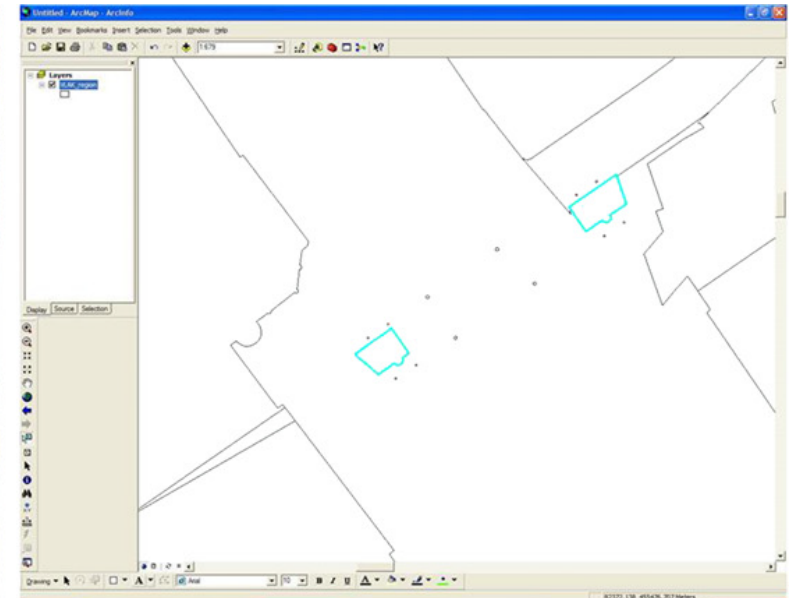 Untitled - ArcMap - ArcInfo
File Edit View Bookmarks Insert Selection Tools Window Help
1:679
Layers
Display Source Selection
Drawing
A
Arial
10
B I U A